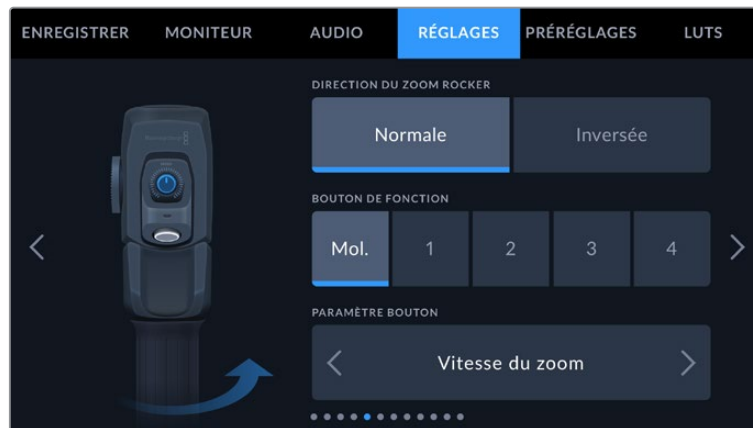 ENREGISTRER MONITEUR AUDIO RÉGLAGES PRÉRÉGLAGES LUTS
DIRECTION DU ZOOM ROCKER
Normale Inversée
BOUTON DE FONCTION
Mol. 1 2 3 4
PARAMÈTRE BOUTON
Vitesse du zoom